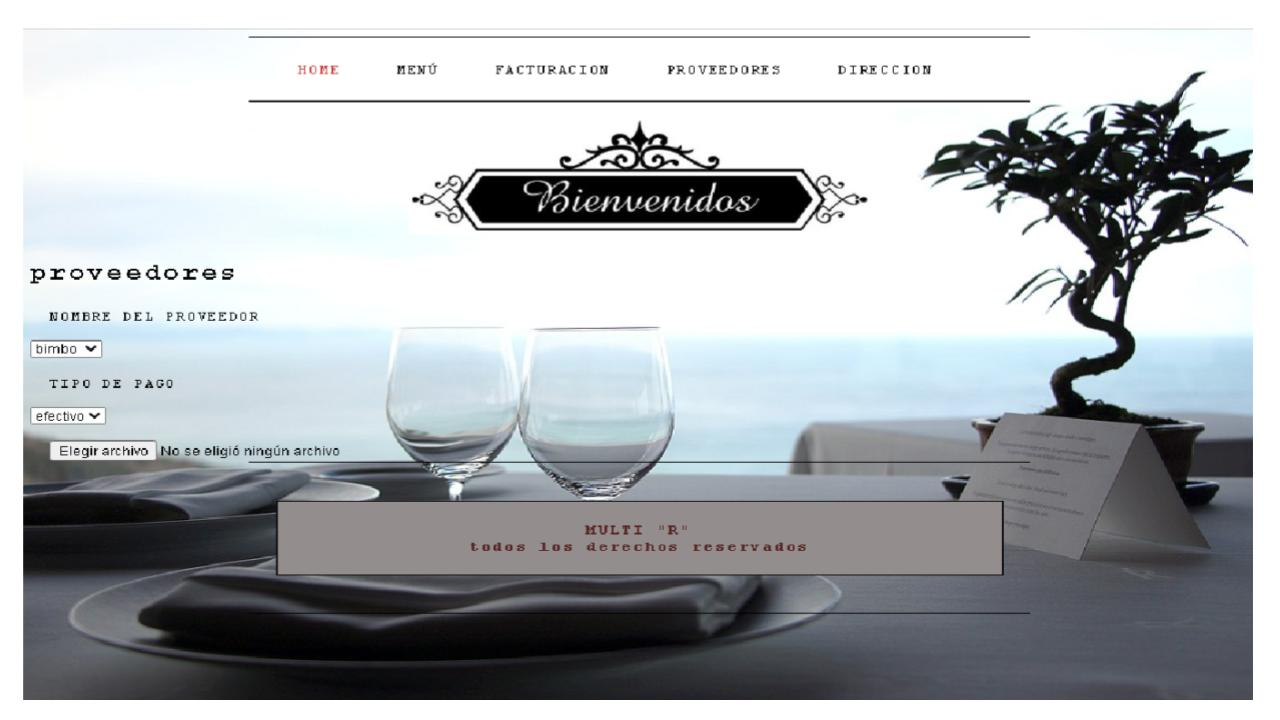 HOME MENÚ FACTURACION PROVEEDORES DIRECCION
Bienvenidos
proveedores
NOMBRE DEL PROVEEDOR
bimbo
TIPO DE PAGO
efectivo
Elegir archivo No se eligió ningún archivo
MULTI "R"
todos los derechos reservados